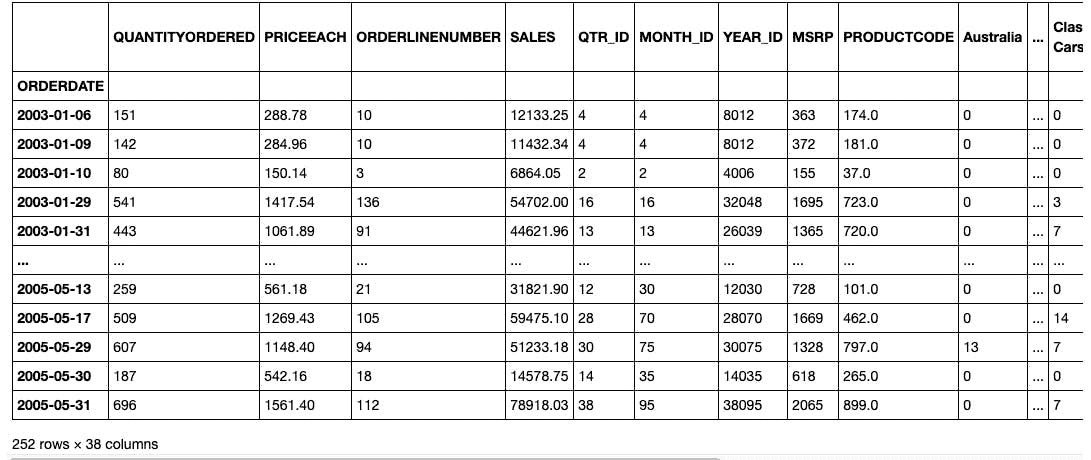 QUANTITYORDERED PRICEEACH ORDERLINENUMBER SALES QTR_ID MONTH_ID YEAR_ID MSRP PRODUCTCODE Australia ... Clas
Cars
ORDERDATE
2003-01-06 151 288.78 10 12133.25 4 4 8012 363 174.0 0 ... 0
2003-01-09 142 284.96 10 11432.34 4 4 8012 372 181.0 0 ... 0
2003-01-10 80 150.14 3 6864.05 2 2 4006 155 37.0 0 ... 0
2003-01-29 541 1417.54 136 54702.00 16 16 32048 1695 723.0 0 ... 3
2003-01-31 443 1061.89 91 44621.96 13 13 26039 1365 720.0 0 ... 7
... ... ... ... ... ... ... ... ... ... ... ... ...
2005-05-13 259 561.18 21 31821.90 12 30 12030 728 101.0 0 ... 0
2005-05-17 509 1269.43 105 59475.10 28 70 28070 1669 462.0 0 ... 14
2005-05-29 607 1148.40 94 51233.18 30 75 30075 1328 797.0 13 ... 7
2005-05-30 187 542.16 18 14578.75 14 35 14035 618 265.0 0 ... 0
2005-05-31 696 1561.40 112 78918.03 38 95 38095 2065 899.0 0 ... 7
252 rows × 38 columns